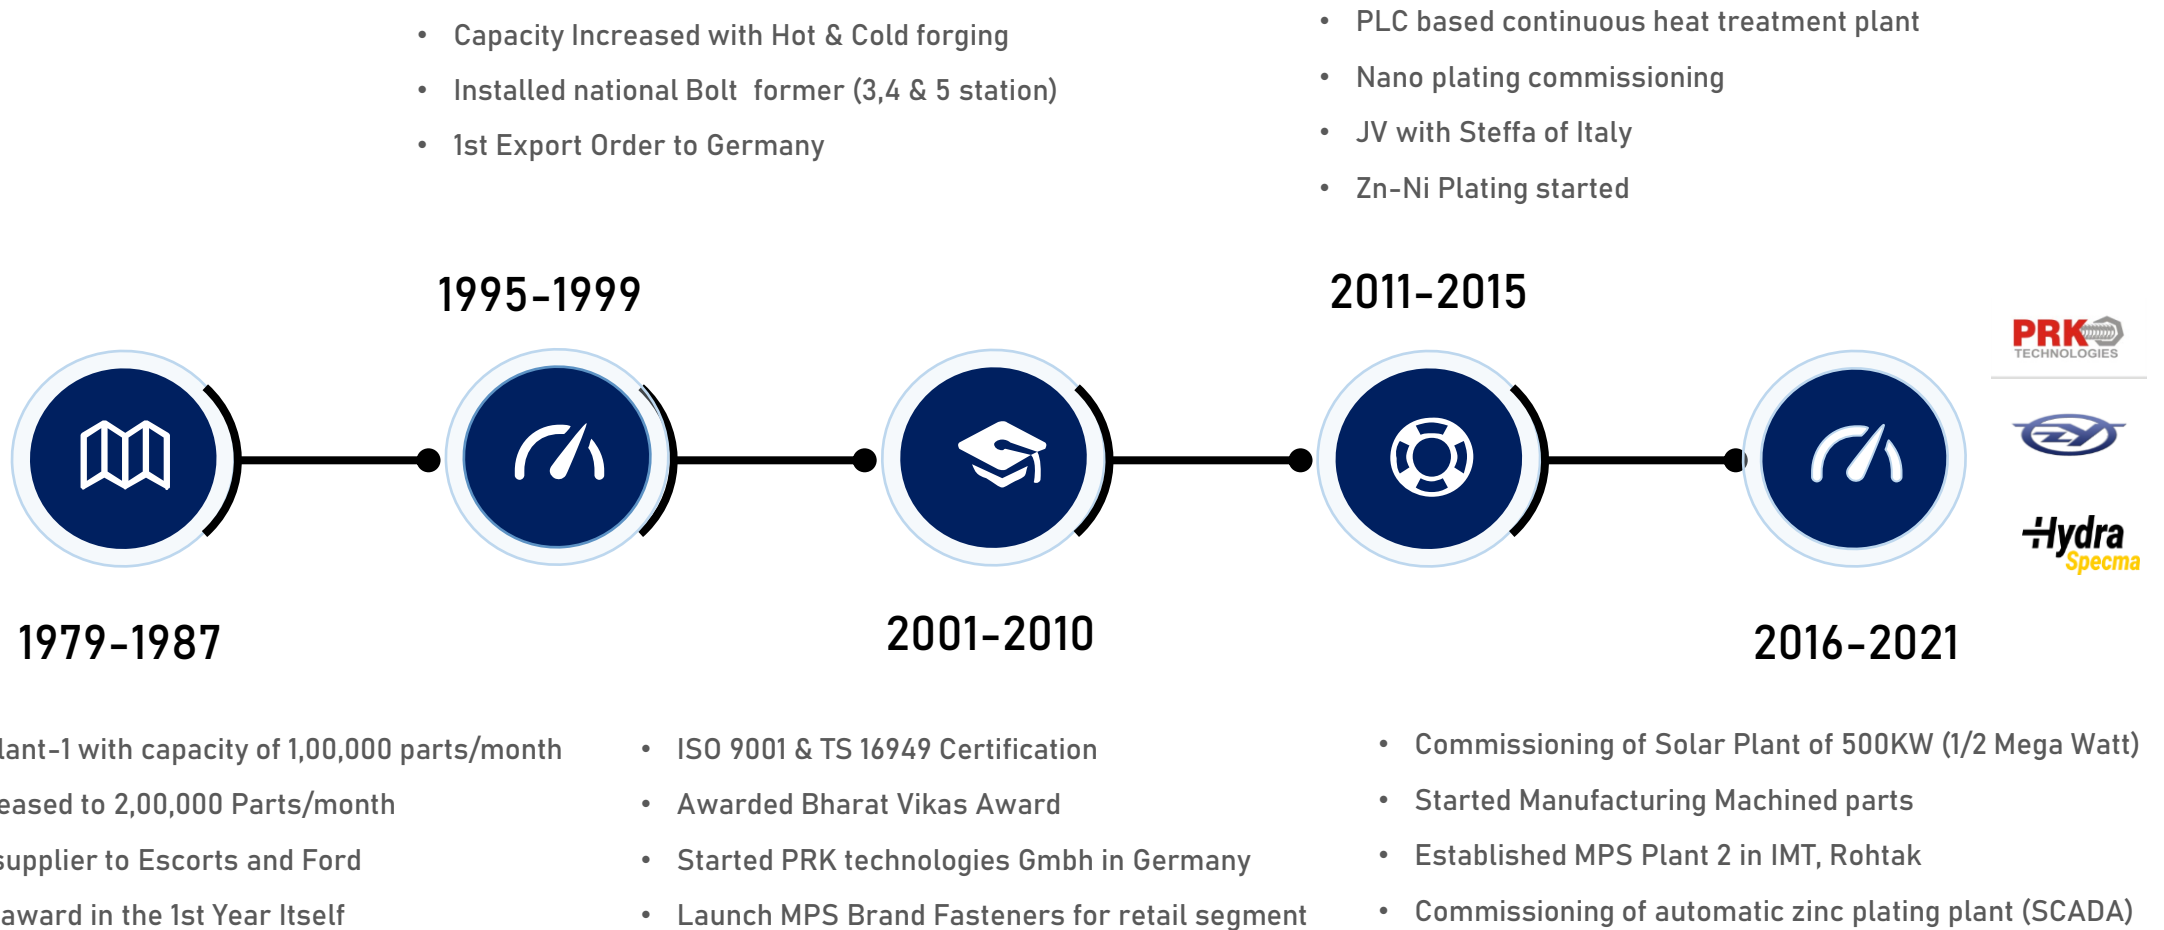 • Capacity Increased with Hot & Cold forging
• Installed national Bolt former (3,4 & 5 station)
• 1st Export Order to Germany
• PLC based continuous heat treatment plant
• Nano plating commissioning
• JV with Steffa of Italy
• Zn-Ni Plating started
1995-1999
2011-2015
PRK
TECHNOLOGIES
ZY
Hydra
Specma
1979-1987
2001-2010
2016-2021
with capacity of 1,00,000 parts/month
to 2,00,000 Parts/month
supplier to Escorts and Ford
award in the 1st Year Itself
• ISO 9001 & TS 16949 Certification
• Awarded Bharat Vikas Award
• Started PRK technologies Gmbh in Germany
• Launch MPS Brand Fasteners for retail segment
• Commissioning of Solar Plant of 500KW (1/2 Mega Watt)
• Started Manufacturing Machined parts
• Established MPS Plant 2 in IMT, Rohtak
• Commissioning of automatic zinc plating plant (SCADA)